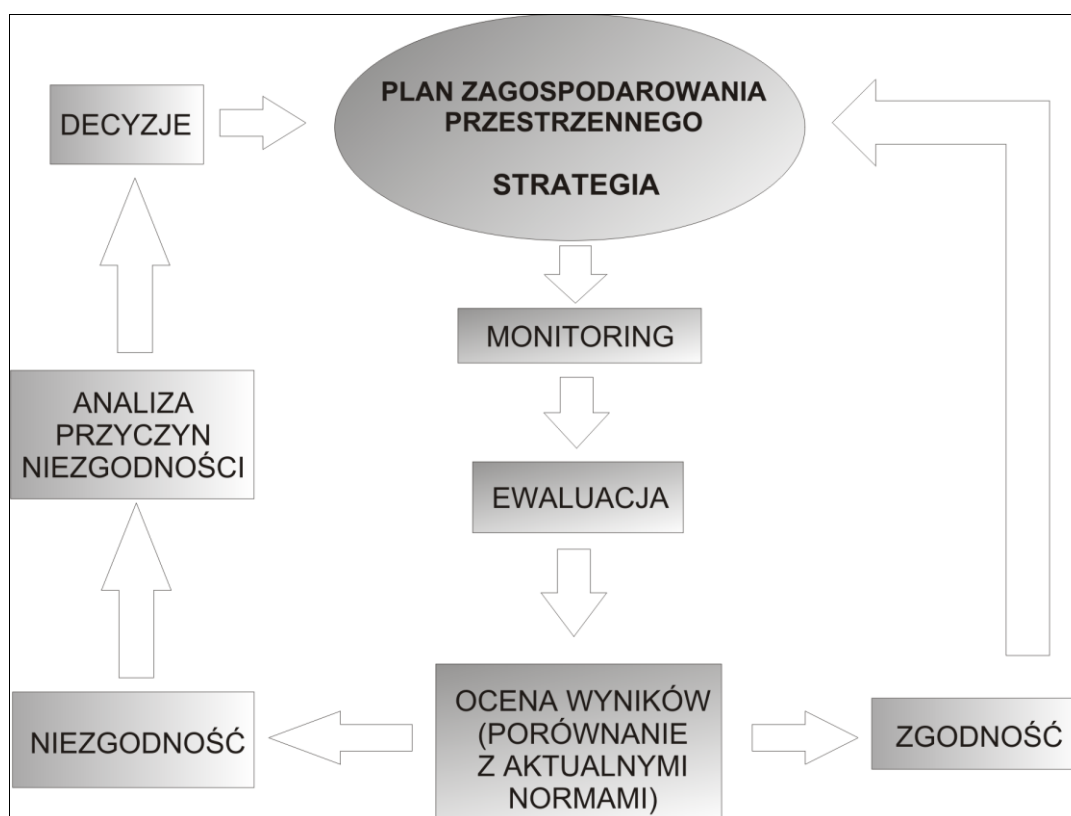 PLAN ZAGOSPODAROWANIA
PRZESTRZENNEGO
STRATEGIA
DECYZJE
MONITORING
ANALIZA
PRZYCZYN
NIEZGODNOŚCI
EWALUACJA
OCENA WYNIKÓW
(PORÓWNANIE
Z AKTUALNYMI
NORMAMI)
NIEZGODNOŚĆ
ZGODNOŚĆ